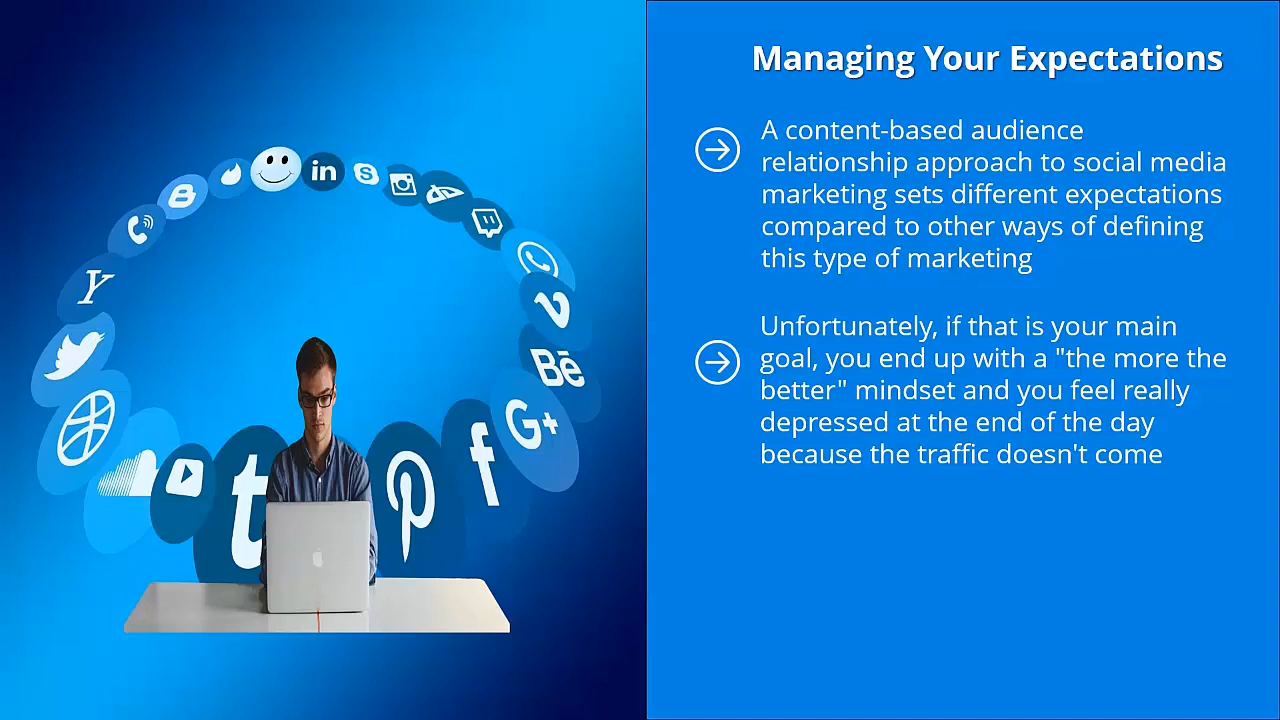 Managing Your Expectations
A content-based audience
relationship approach to social media
marketing sets different expectations
compared to other ways of defining
this type of marketing
Unfortunately, if that is your main
goal, you end up with a "the more the
better" mindset and you feel really
depressed at the end of the day
because the traffic doesn't come
in
Bē
G+